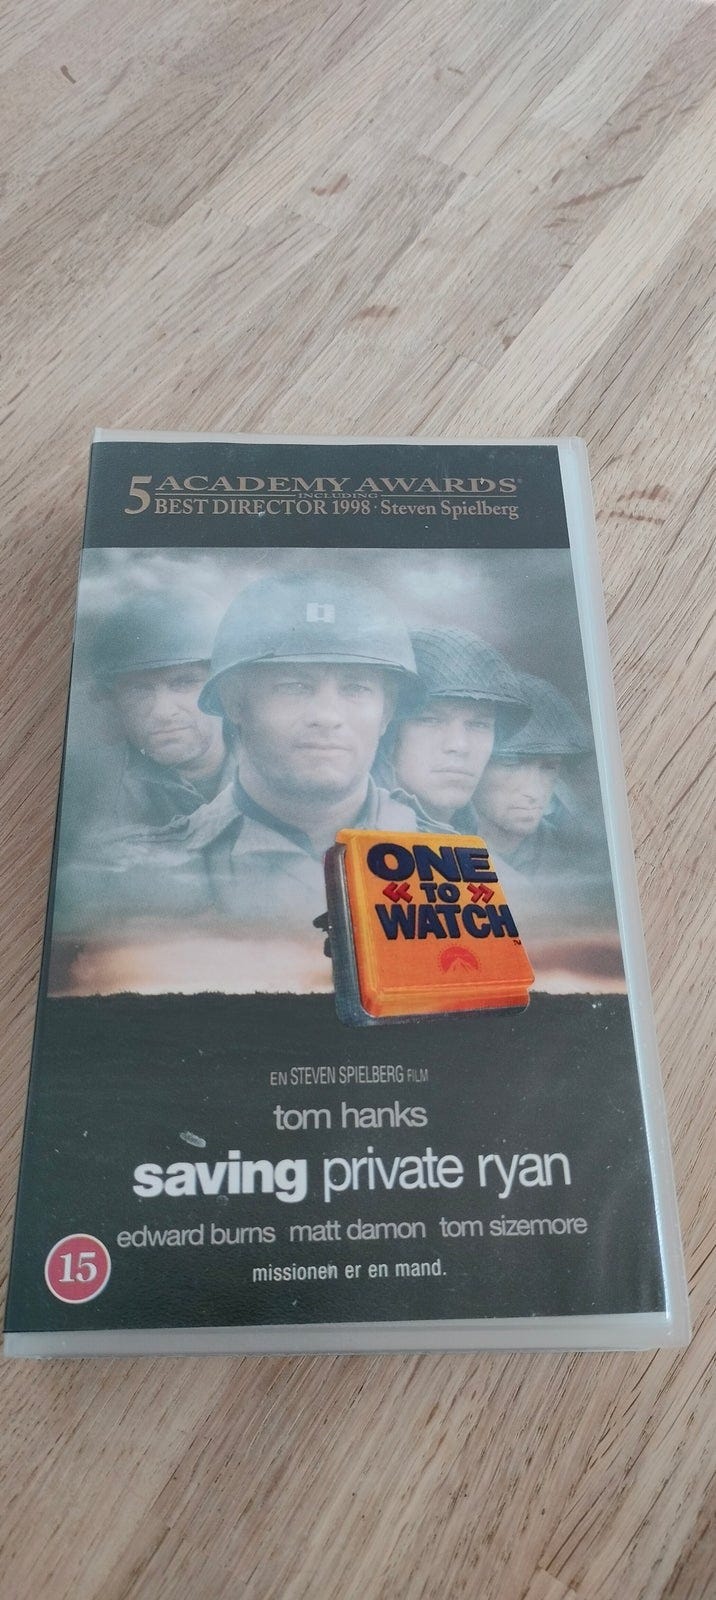 5 ACADEMY AWARDS®
INCLUDING
BEST DIRECTOR 1998 · Steven Spielberg
ONE
« TO »
WATCH™
EN STEVEN SPIELBERG FILM
tom hanks
saving private ryan
edward burns matt damon tom sizemore
15
missionen er en mand.